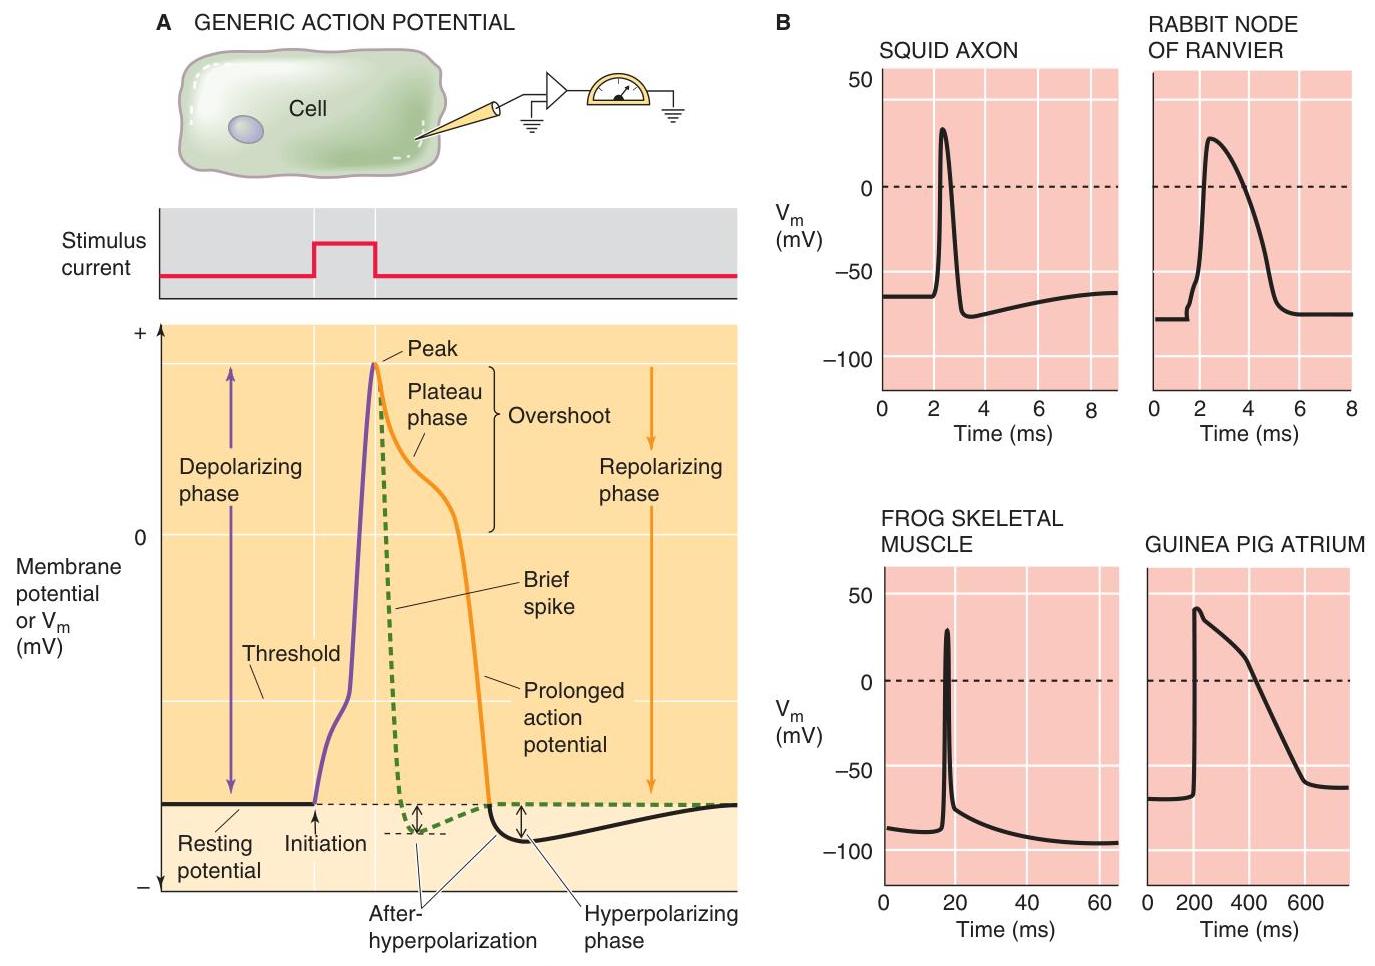 A GENERIC ACTION POTENTIAL
Cell
Stimulus
current
+
Peak
Plateau
phase
Overshoot
Depolarizing
phase
Repolarizing
phase
0
Membrane
potential
or Vm
(mV)
Brief
spike
Threshold
Prolonged
action
potential
Resting
potential
Initiation
–
After-
hyperpolarization
Hyperpolarizing
phase
B
SQUID AXON
50
0
Vm
(mV)
–50
–100
0 2 4 6 8
Time (ms)
RABBIT NODE
OF RANVIER
0 2 4 6 8
Time (ms)
FROG SKELETAL
MUSCLE
50
0
Vm
(mV)
–50
–100
0 20 40 60
Time (ms)
GUINEA PIG ATRIUM
0 200 400 600
Time (ms)